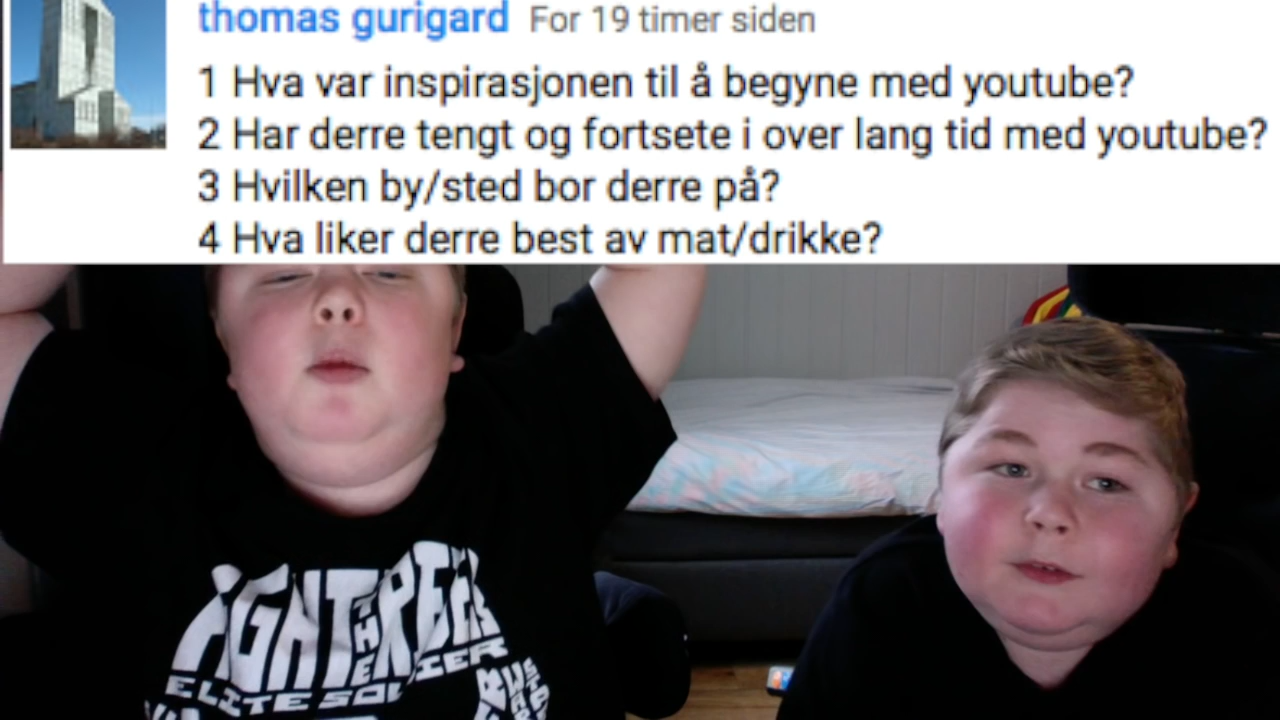 thomas gurigard For 19 timer siden
1 Hva var inspirasjonen til å begyne med youtube?
2 Har derre tengt og fortsete i over lang tid med youtube?
3 Hvilken by/sted bor derre på?
4 Hva liker derre best av mat/drikke?
FIGHT THE
ELITE